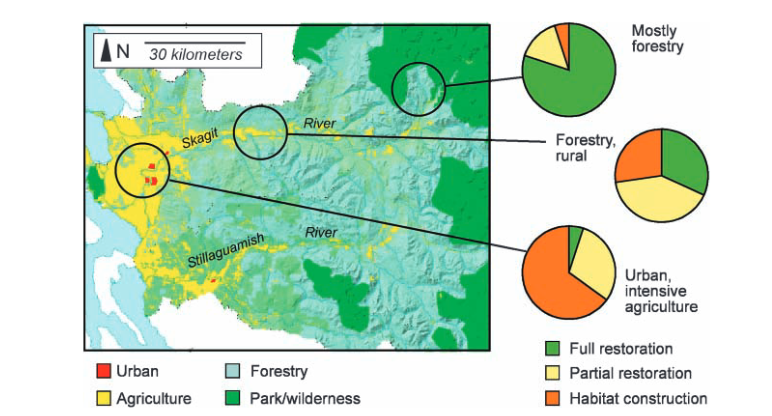 N
30 kilometers
Mostly
forestry
Skagit
River
Forestry,
rural
Stillaguamish
River
Urban,
intensive
agriculture
Urban
Forestry
Agriculture
Park/wilderness
Full restoration
Partial restoration
Habitat construction